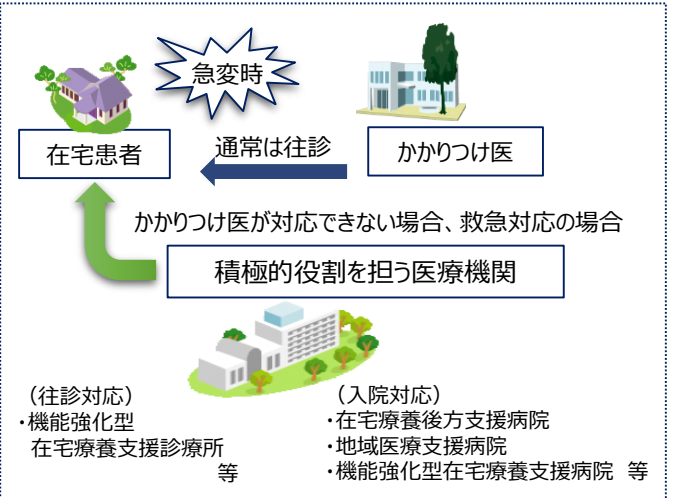 急変時
在宅患者
通常は往診
かかりつけ医
かかりつけ医が対応できない場合、救急対応の場合
積極的役割を担う医療機関
（往診対応）
・機能強化型
在宅療養支援診療所
等
（入院対応）
・在宅療養後方支援病院
・地域医療支援病院
・機能強化型在宅療養支援病院 等